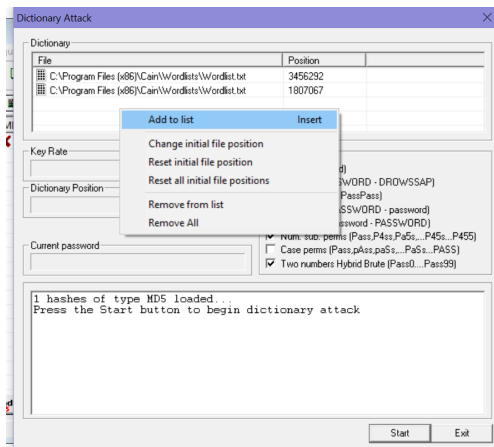 Dictionary Attack
Dictionary
File Position
C:\Program Files (x86)\Cain\Wordlists\Wordlist.txt 3456292
C:\Program Files (x86)\Cain\Wordlists\Wordlist.txt 1807067
Add to list Insert
Change initial file position
Reset initial file position
Reset all initial file positions
Remove from list
Remove All
Key Rate
Dictionary Position
Current password
d)
SWORD - DROWSSAP)
PassPass)
SSWORD - password)
ssword - PASSWORD)
Num. sub. perms (Pass,P4ss,Pa5s,...P45s...P455)
Case perms (Pass,pAss,paSs,...PaSs...PASS)
Two numbers Hybrid Brute (Pass0....Pass99)
1 hashes of type MD5 loaded...
Press the Start button to begin dictionary attack
Start Exit